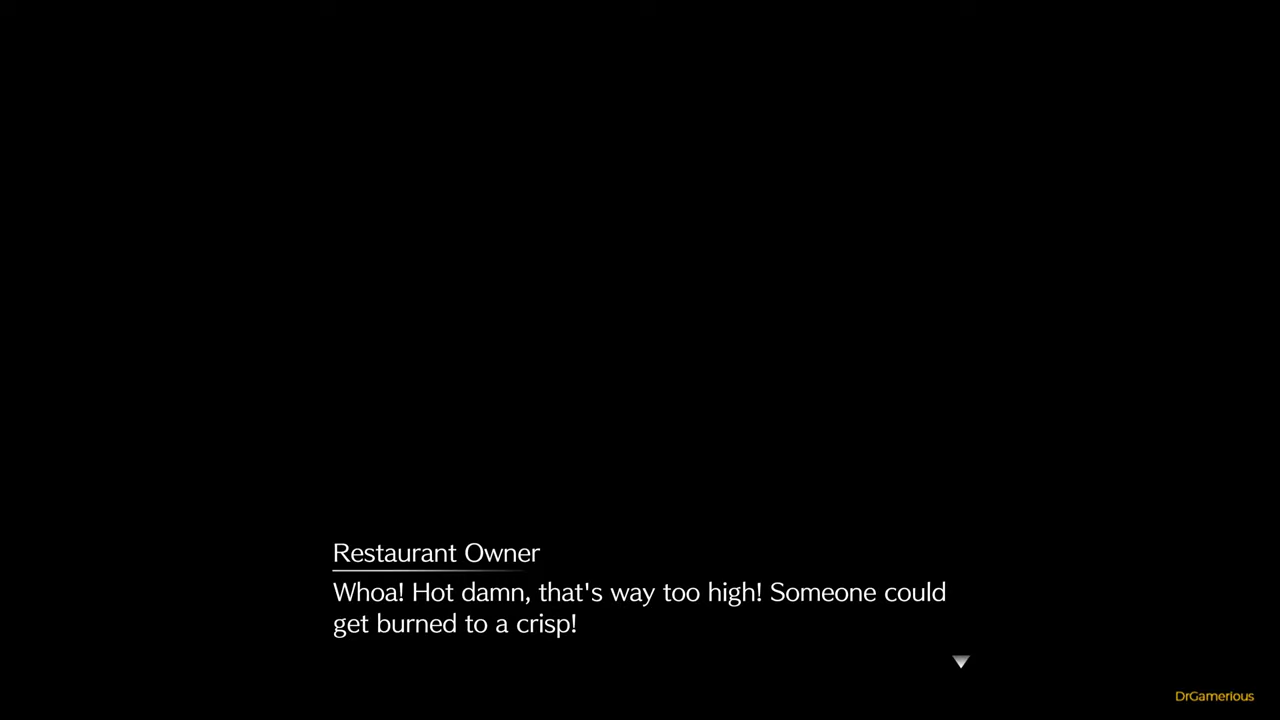 Restaurant Owner
Whoa! Hot damn, that's way too high! Someone could
get burned to a crisp!
DrGamerious